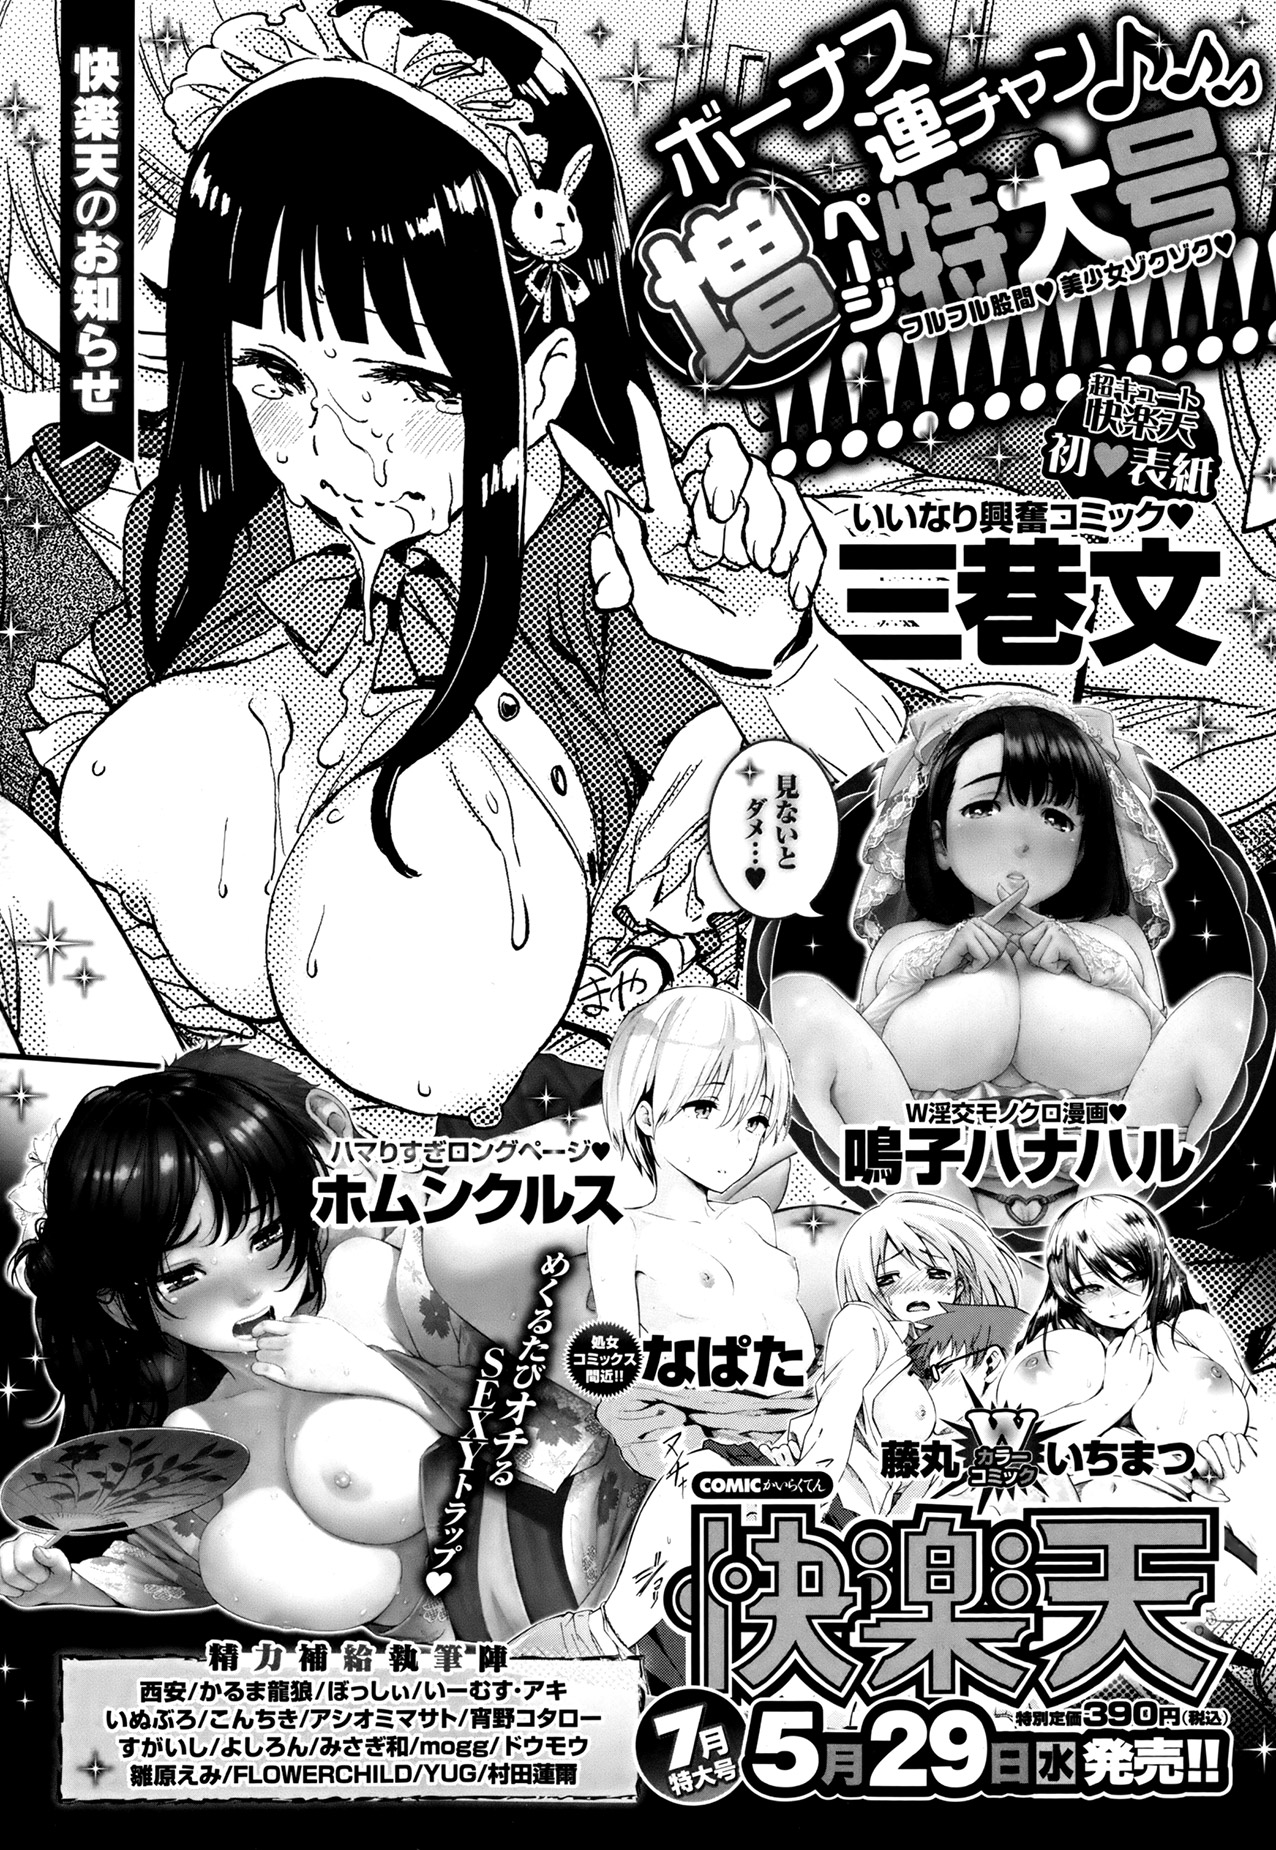 快楽天のお知らせ
ボーナス
連チャン♪♪♪
増ページ特大号
!!!!!!!!!!!!
フルフル股間♥美少女ゾクゾク♥
超キュート
快楽天
初♥表紙
いいなり興奮コミック♥
三巷文
見ないと
ダメ…♥
まや
W淫交モノクロ漫画♥
鳴子ハナハル
ハマりすぎロングページ♥
ホムンクルス
めくるたびオチる
SEXYトラップ♥
処女
コミックス
間近!!
なぱた
藤丸
W
カラー
コミック
いちまつ
COMICかいらくてん
快楽天
7月
特大号
5月29日(水)発売!!
特別定価390円(税込)
精力補給執筆陣
西安/かるま龍狼/ぼっしぃ/いーむす・アキ
いぬぶろ/こんちき/アシオミマサト/宵野コタロー
すがいし/よしろん/みさぎ和/mogg/ドウモウ
雛原えみ/FLOWERCHILD/YUG/村田蓮爾